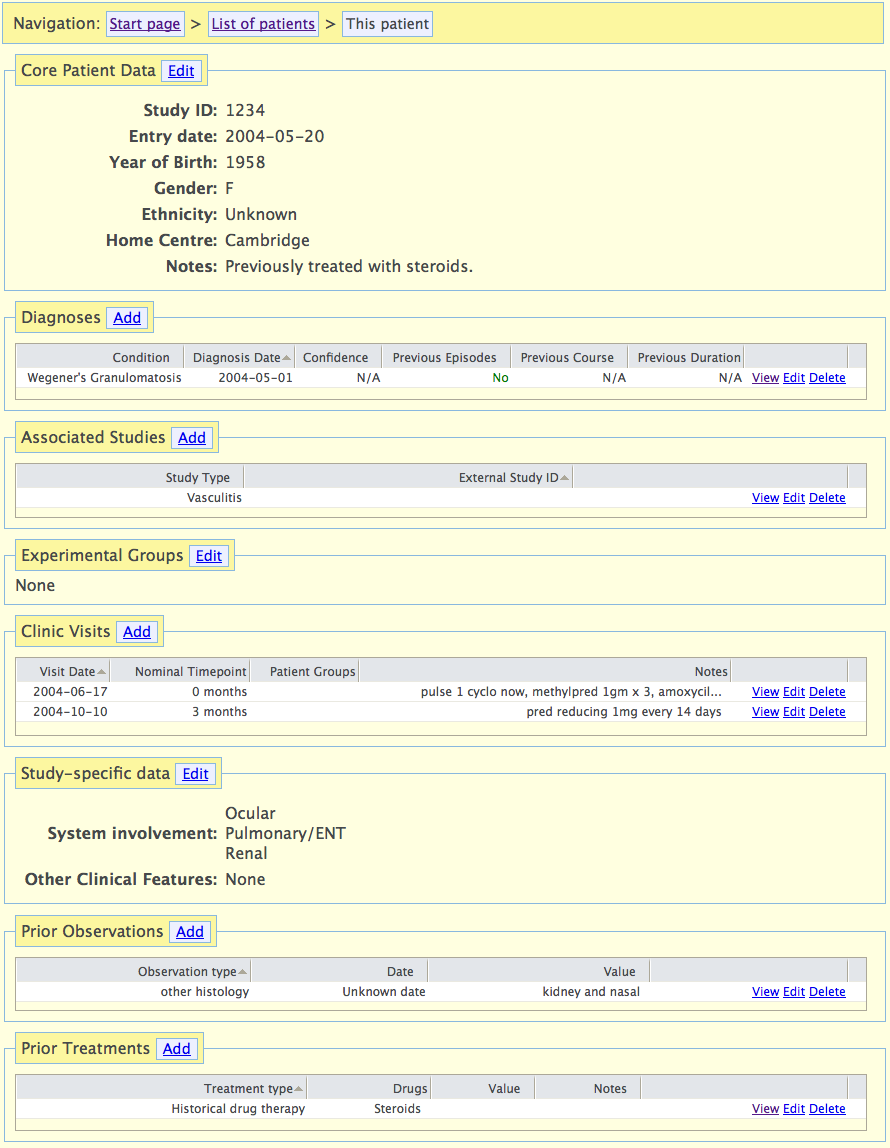 Navigation: Start page > List of patients > This patient
Core Patient Data Edit
Study ID: 1234
Entry date: 2004-05-20
Year of Birth: 1958
Gender: F
Ethnicity: Unknown
Home Centre: Cambridge
Notes: Previously treated with steroids.
Diagnoses Add
Condition Diagnosis Date Confidence Previous Episodes Previous Course Previous Duration
Wegener's Granulomatosis 2004-05-01 N/A No N/A N/A View Edit Delete
Associated Studies Add
Study Type External Study ID
Vasculitis View Edit Delete
Experimental Groups Edit
None
Clinic Visits Add
Visit Date Nominal Timepoint Patient Groups Notes
2004-06-17 0 months pulse 1 cyclo now, methylpred 1gm x 3, amoxycil... View Edit Delete
2004-10-10 3 months pred reducing 1mg every 14 days View Edit Delete
Study-specific data Edit
Ocular
System involvement: Pulmonary/ENT
Renal
Other Clinical Features: None
Prior Observations Add
Observation type Date Value
other histology Unknown date kidney and nasal View Edit Delete
Prior Treatments Add
Treatment type Drugs Value Notes
Historical drug therapy Steroids View Edit Delete